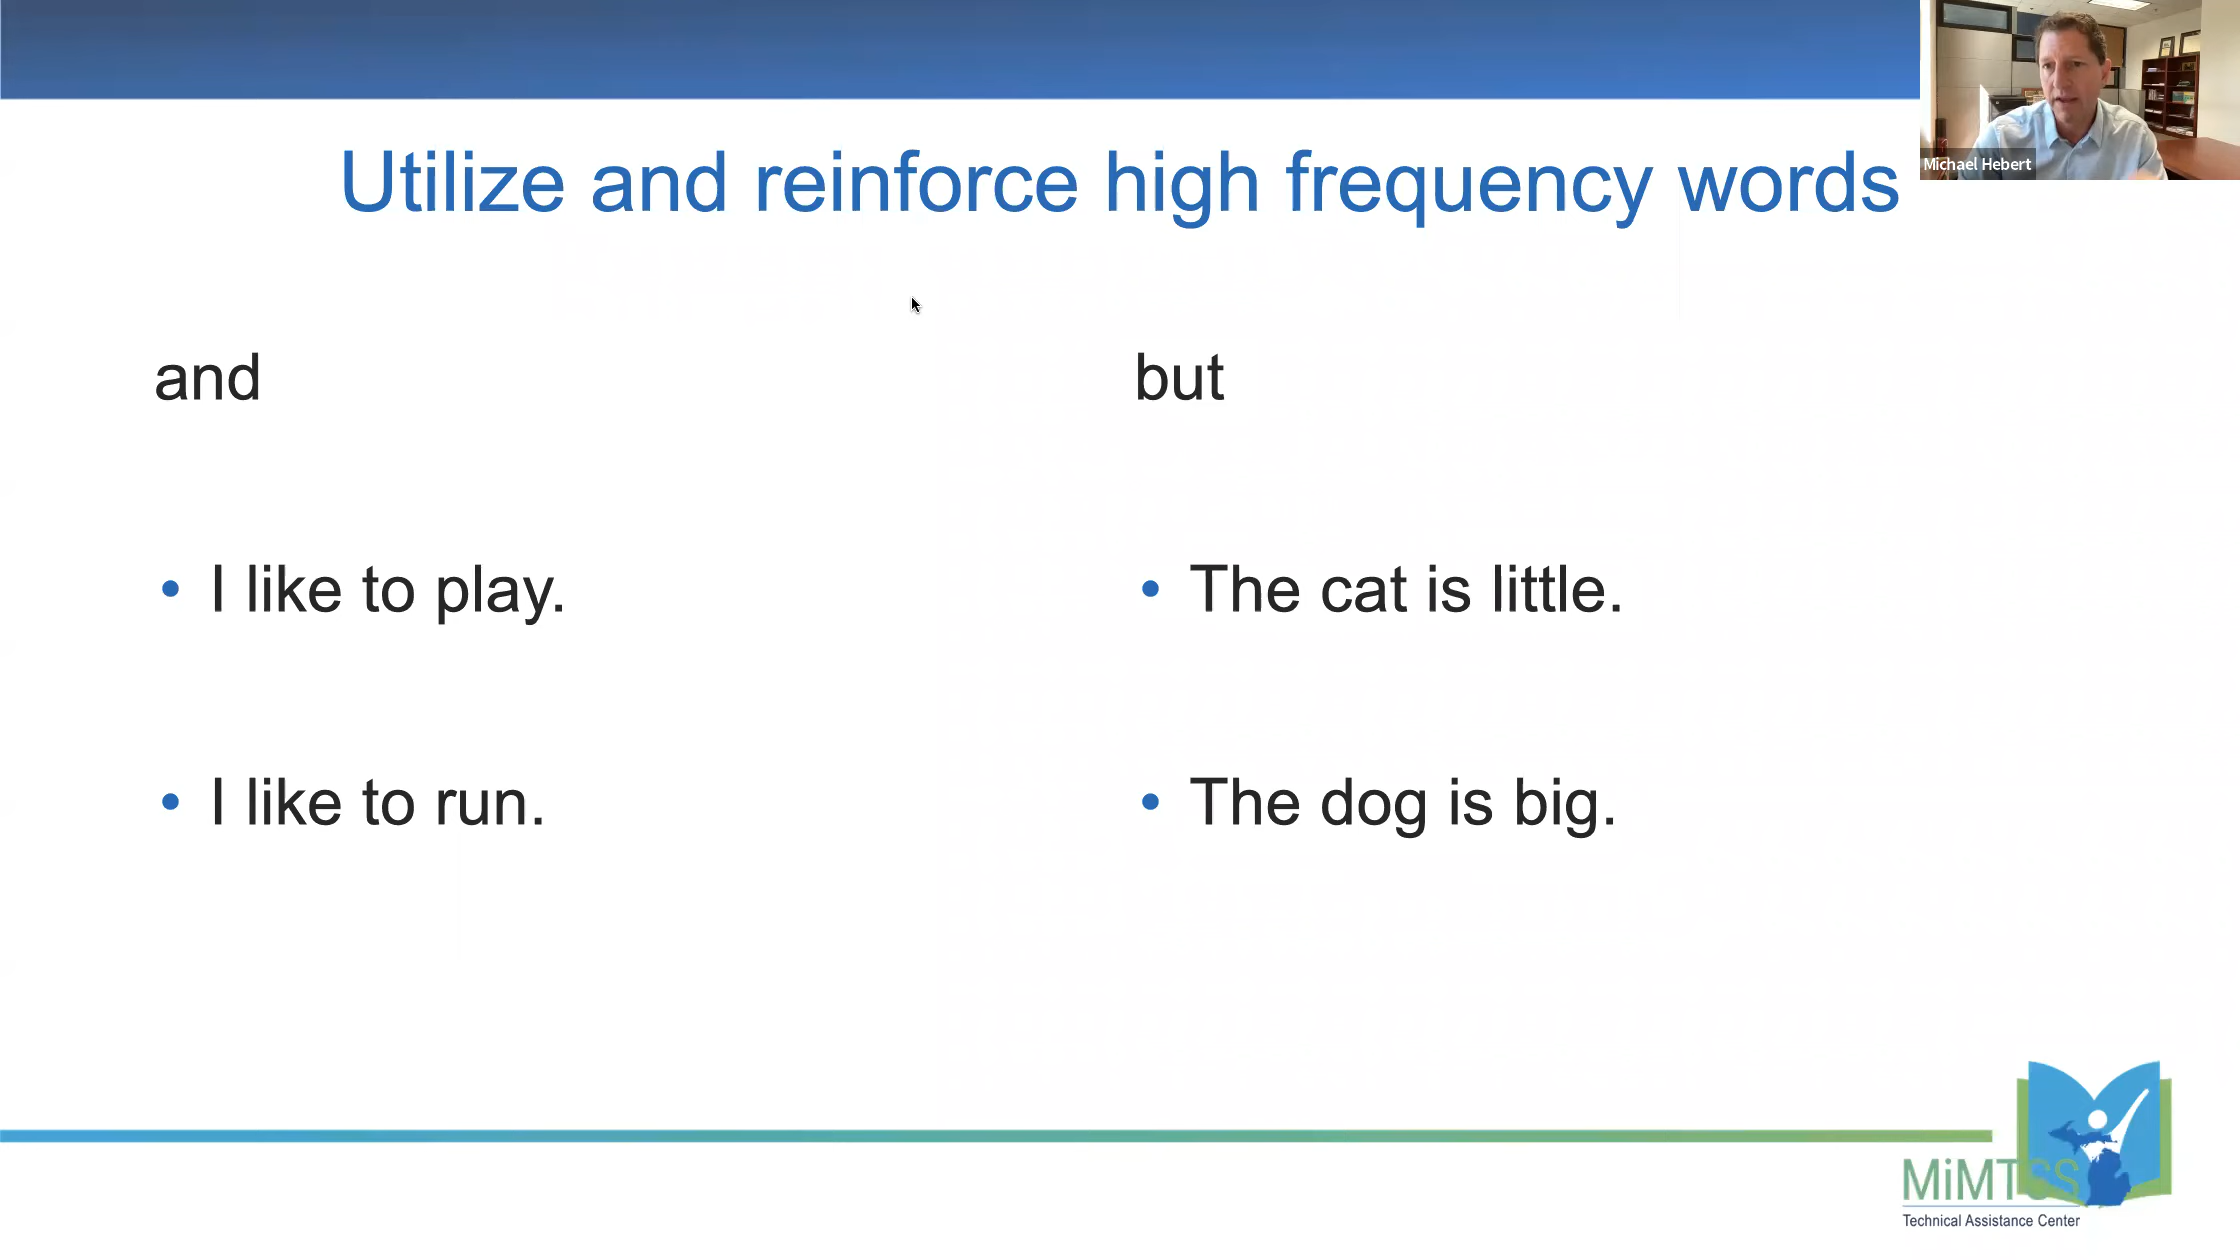 Michael Hebert
Utilize and reinforce high frequency words
and
• I like to play.
• I like to run.
but
• The cat is little.
• The dog is big.
MiMTSS
Technical Assistance Center